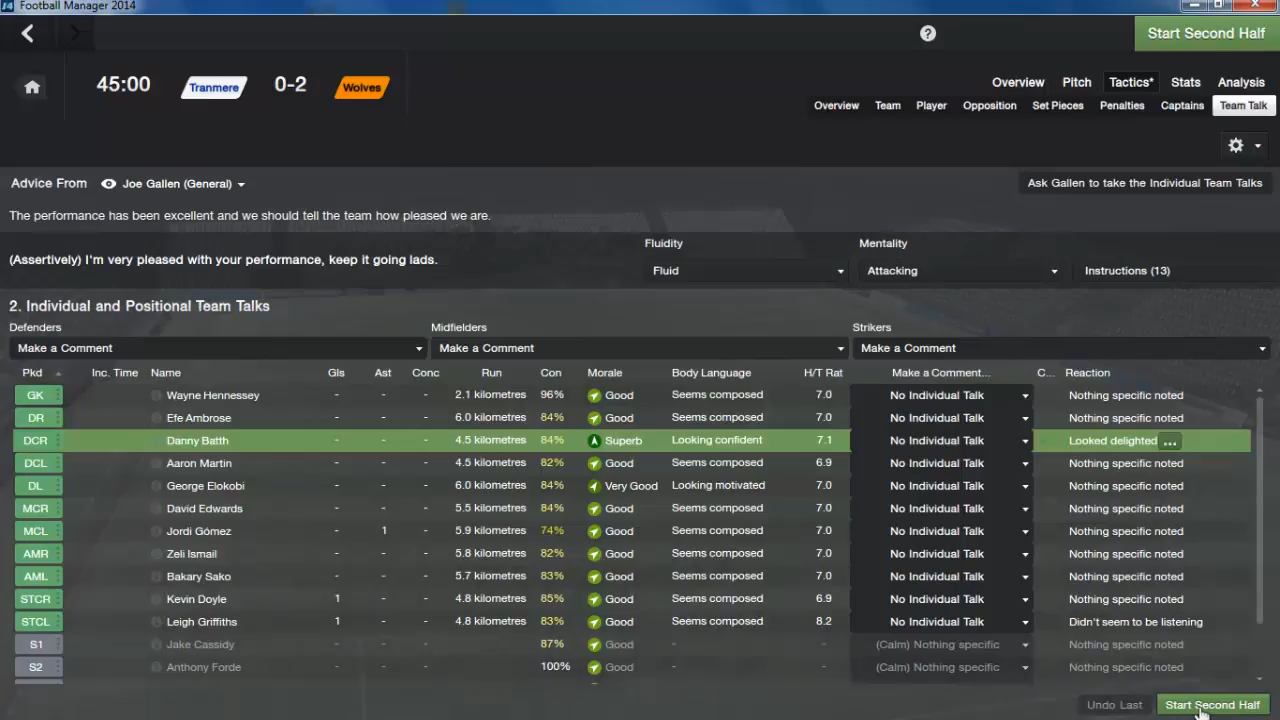 Football Manager 2014
Start Second Half
45:00 Tranmere 0-2 Wolves
Overview Pitch Tactics* Stats Analysis
Overview Team Player Opposition Set Pieces Penalties Captains Team Talk
Advice From Joe Gallen (General) Ask Gallen to take the Individual Team Talks
The performance has been excellent and we should tell the team how pleased we are.
Fluidity Mentality
(Assertively) I'm very pleased with your performance, keep it going lads. Fluid Attacking Instructions (13)
2. Individual and Positional Team Talks
Defenders Midfielders Strikers
Make a Comment Make a Comment Make a Comment
Pkd Inc. Time Name Gls Ast Conc Run Con Morale Body Language H/T Rat Make a Comment... C... Reaction
GK Wayne Hennessey - - - 2.1 kilometres 96% Good Seems composed 7.0 No Individual Talk Nothing specific noted
DR Efe Ambrose - - - 6.0 kilometres 84% Good Seems composed 7.0 No Individual Talk Nothing specific noted
DCR Danny Batth - - - 4.5 kilometres 84% Superb Looking confident 7.1 No Individual Talk Looked delighted ...
DCL Aaron Martin - - - 4.5 kilometres 82% Good Seems composed 6.9 No Individual Talk Nothing specific noted
DL George Elokobi - - - 6.0 kilometres 84% Very Good Looking motivated 7.0 No Individual Talk Nothing specific noted
MCR David Edwards - - - 5.5 kilometres 84% Good Seems composed 7.0 No Individual Talk Nothing specific noted
MCL Jordi Gómez - 1 - 5.9 kilometres 74% Good Seems composed 7.0 No Individual Talk Nothing specific noted
AMR Zeli Ismail - - - 5.8 kilometres 82% Good Seems composed 7.0 No Individual Talk Nothing specific noted
AML Bakary Sako - - - 5.7 kilometres 83% Good Seems composed 7.0 No Individual Talk Nothing specific noted
STCR Kevin Doyle 1 - - 4.8 kilometres 85% Good Seems composed 6.9 No Individual Talk Nothing specific noted
STCL Leigh Griffiths 1 - - 4.8 kilometres 83% Good Seems composed 8.2 No Individual Talk Didn't seem to be listening
S1 Jake Cassidy - - - 87% Good - - (Calm) Nothing specific Nothing specific noted
S2 Anthony Forde - - - 100% Good - - (Calm) Nothing specific Nothing specific noted
Undo Last Start Second Half